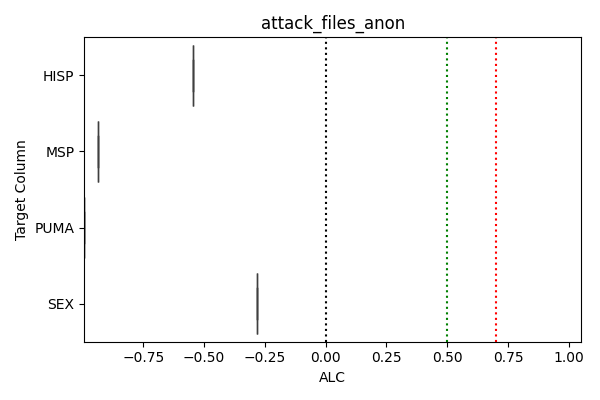 attack_files_anon
HISP
MSP
PUMA
SEX
Target Column
−0.75 −0.50 −0.25 0.00 0.25 0.50 0.75 1.00
ALC